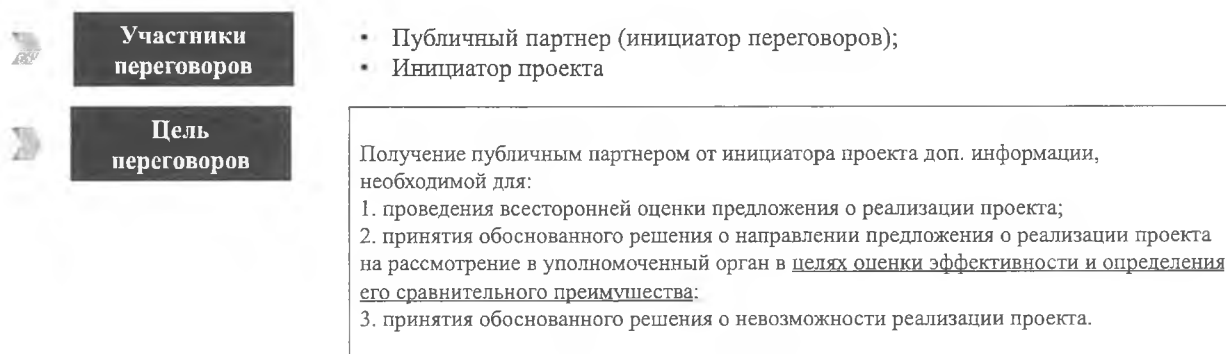 Участники
переговоров
• Публичный партнер (инициатор переговоров);
• Инициатор проекта
Цель
переговоров
Получение публичным партнером от инициатора проекта доп. информации,
необходимой для:
1. проведения всесторонней оценки предложения о реализации проекта;
2. принятия обоснованного решения о направлении предложения о реализации проекта
на рассмотрение в уполномоченный орган в целях оценки эффективности и определения
его сравнительного преимущества;
3. принятия обоснованного решения о невозможности реализации проекта.